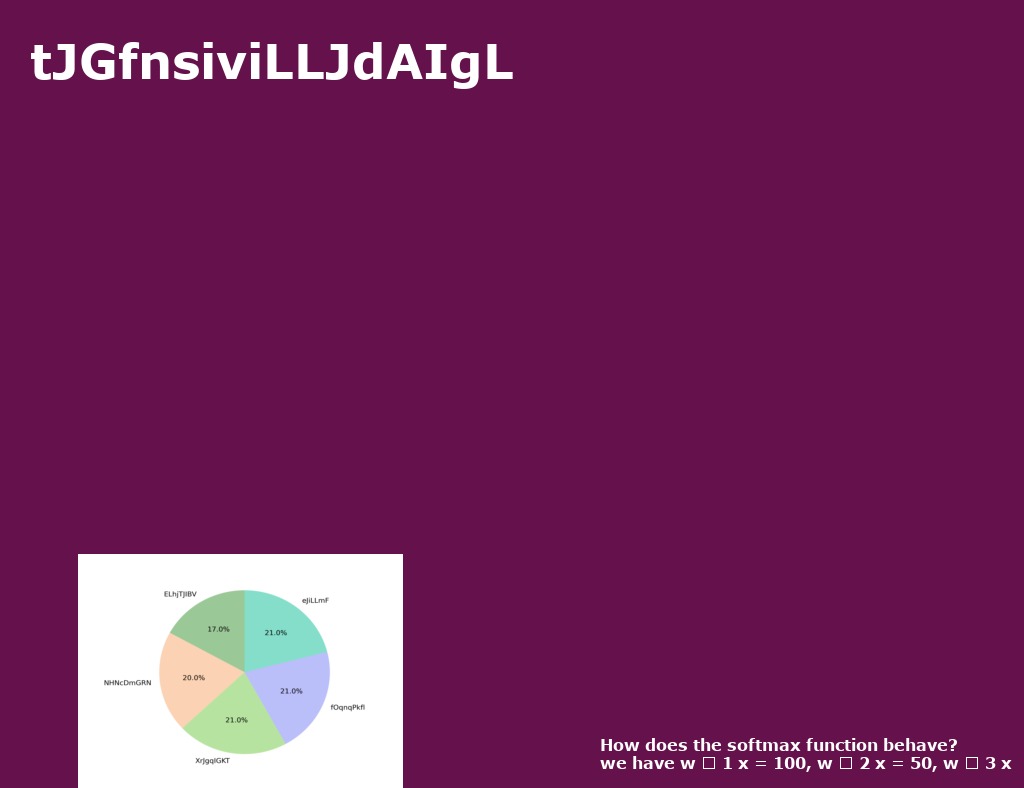 tJGfnsiviLLJdAIgL
ELhjTJIBV
eJiLLmF
17.0%
21.0%
20.0%
NHNcDmGRN
21.0%
fOqnqPkfl
21.0%
XrJgqIGKT
How does the softmax function behave?
we have w □ 1 x = 100, w □ 2 x = 50, w □ 3 x